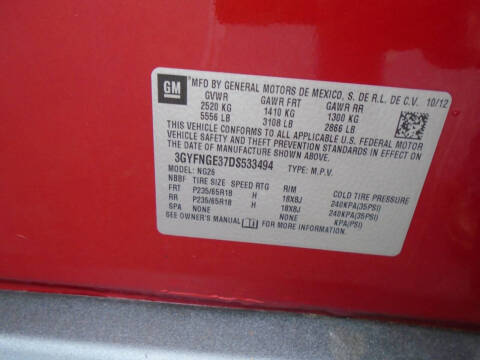 GM MFD BY GENERAL MOTORS DE MEXICO, S. DE R.L. DE C.V. 10/12
GVWR GAWR FRT GAWR RR
2520 KG 1410 KG 1300 KG
5556 LB 3108 LB 2866 LB
THIS VEHICLE CONFORMS TO ALL APPLICABLE U.S. FEDERAL MOTOR
VEHICLE SAFETY, BUMPER, AND THEFT PREVENTION STANDARDS IN EFFECT ON
THE DATE OF MANUFACTURE SHOWN ABOVE.
3GYFNGE37DS533494 TYPE: M.P.V.
MODEL: NG26
NBBF TIRE SIZE SPEED RTG RIM COLD TIRE PRESSURE
FRT P235/65R18 H 18X8J 240KPA(35PSI)
RR P235/65R18 H 18X8J 240KPA(35PSI)
SPA NONE NONE KPA(PSI)
SEE OWNER'S MANUAL FOR MORE INFORMATION.